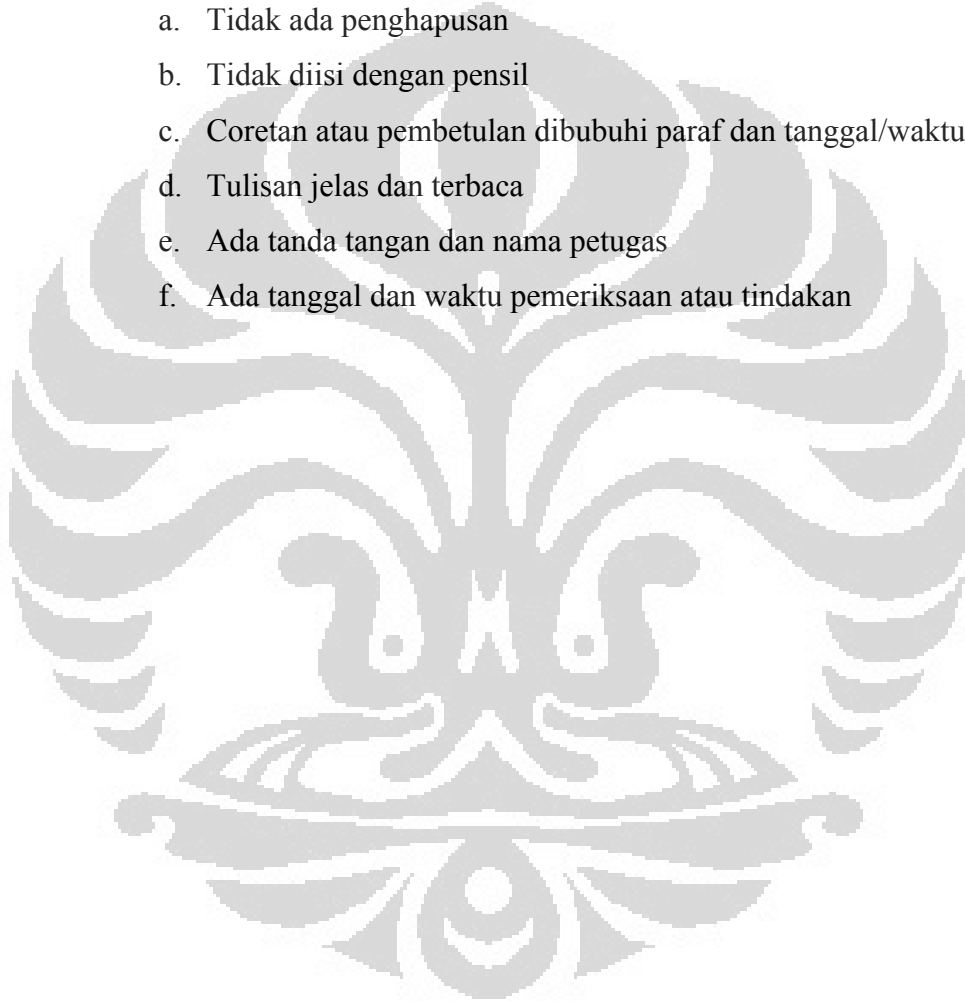 a. Tidak ada penghapusan
b. Tidak diisi dengan pensil
c. Coretan atau pembetulan dibubuhi paraf dan tanggal/waktu
d. Tulisan jelas dan terbaca
e. Ada tanda tangan dan nama petugas
f. Ada tanggal dan waktu pemeriksaan atau tindakan